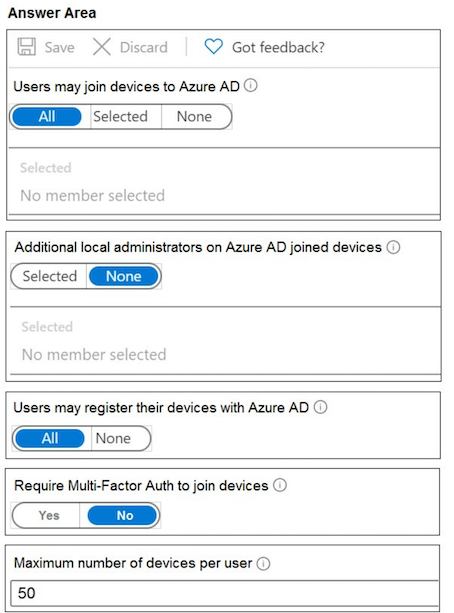 Answer Area
Save Discard Got feedback?
Users may join devices to Azure AD
All Selected None
Selected
No member selected
Additional local administrators on Azure AD joined devices
Selected None
Selected
No member selected
Users may register their devices with Azure AD
All None
Require Multi-Factor Auth to join devices
Yes No
Maximum number of devices per user
50